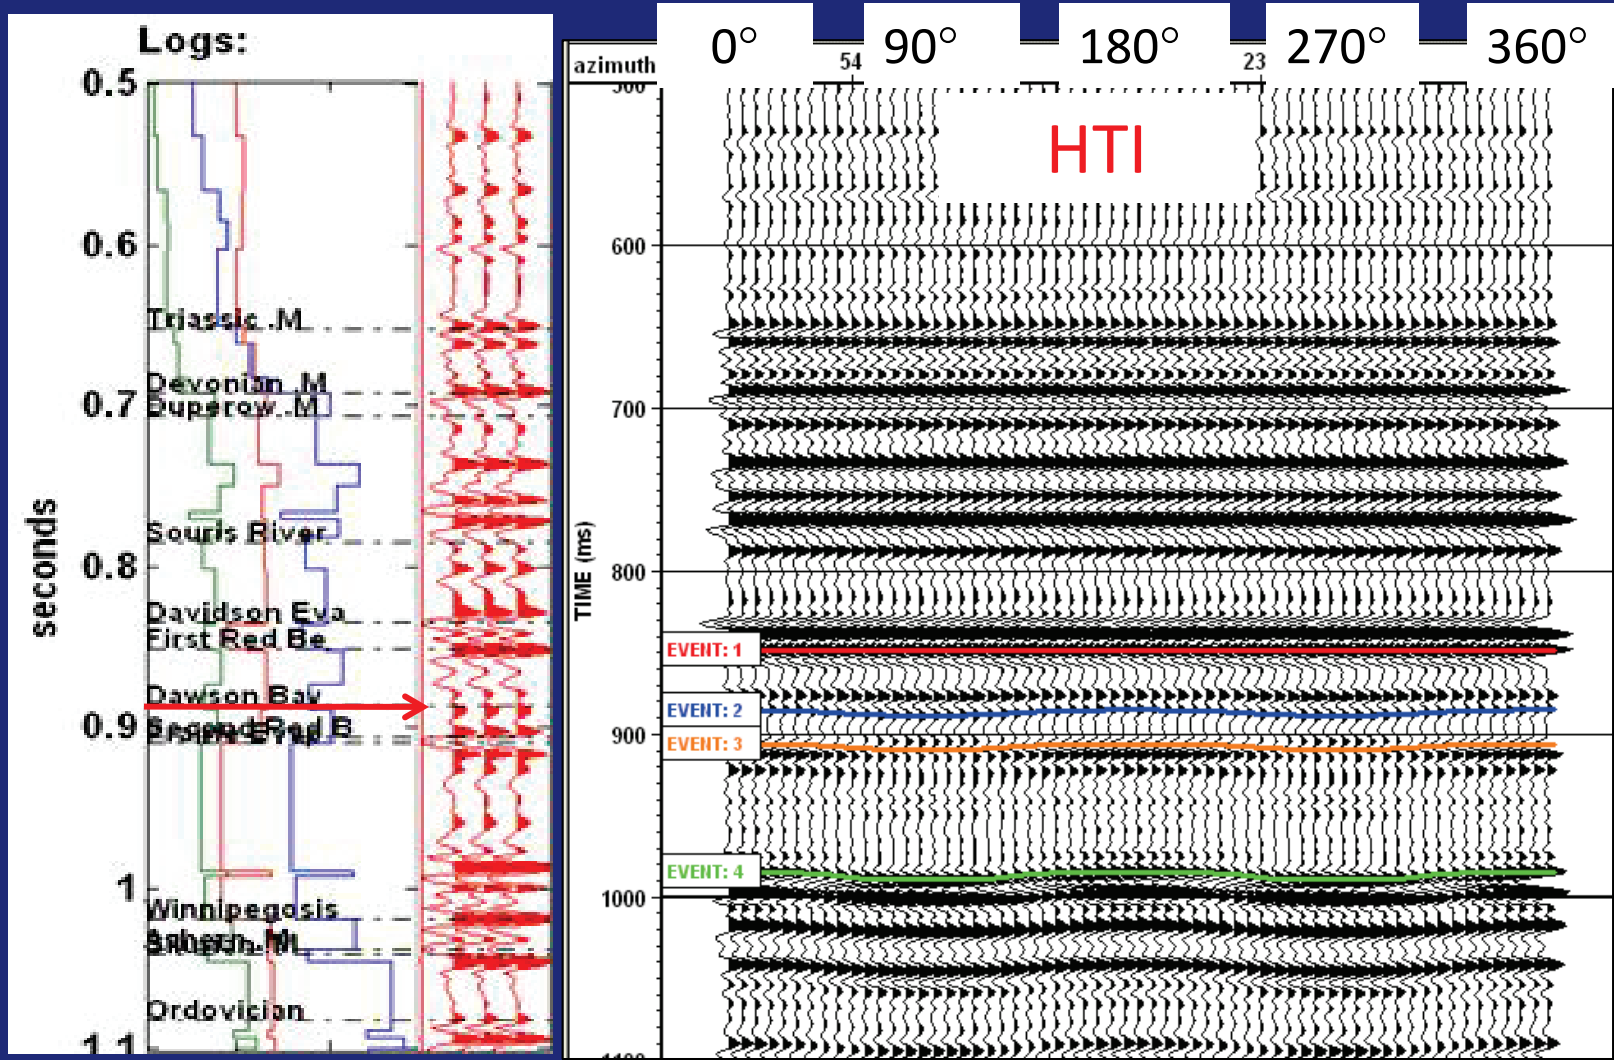 Logs:
0.5
0.6
Triassic .M
Devonian .M
0.7
Duperow .M
Souris River
0.8
Davidson Eva
First Red Be
Dawson Bay
0.9
Second Red B
1
Winnipegosis
Ordovician
1.1
seconds
0° 90° 180° 270° 360°
azimuth 54 23
500
HTI
600
700
800
EVENT: 1
EVENT: 2
900
EVENT: 3
EVENT: 4
1000
1100
TIME (ms)